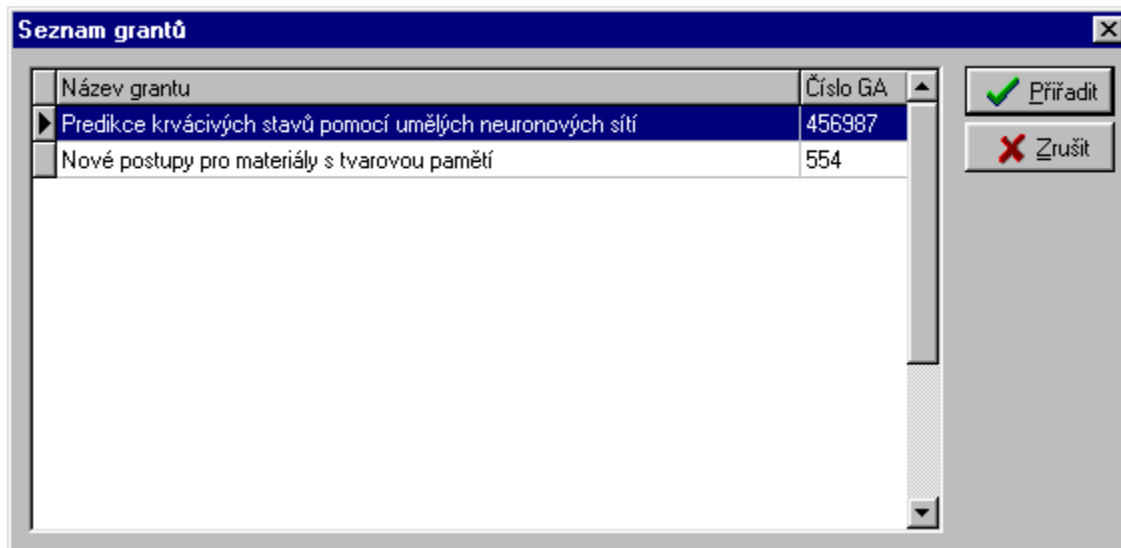 Seznam grantů
Název grantu Číslo GA
Predikce krvácivých stavů pomocí umělých neuronových sítí 456987
Nové postupy pro materiály s tvarovou pamětí 554
Přiřadit
Zrušit